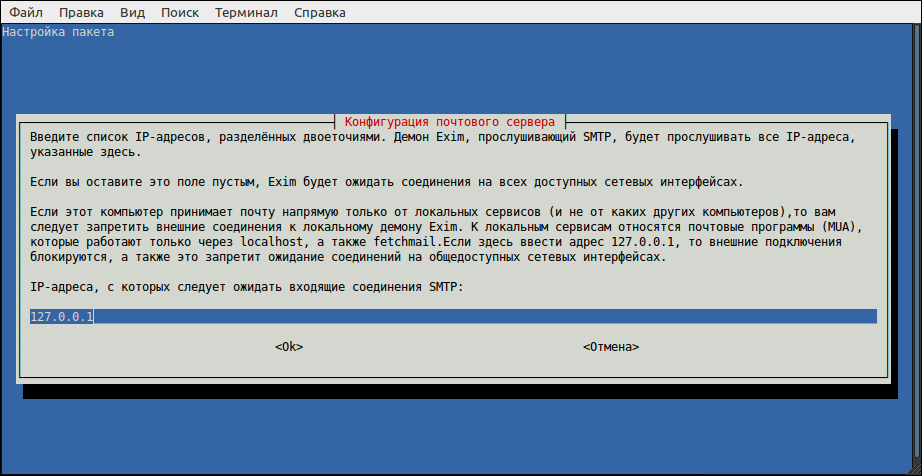 Файл Правка Вид Поиск Терминал Справка
Настройка пакета
Конфигурация почтового сервера
Введите список IP-адресов, разделённых двоеточиями. Демон Exim, прослушивающий SMTP, будет прослушивать все IP-адреса,
указанные здесь.
Если вы оставите это поле пустым, Exim будет ожидать соединения на всех доступных сетевых интерфейсах.
Если этот компьютер принимает почту напрямую только от локальных сервисов (и не от каких других компьютеров),то вам
следует запретить внешние соединения к локальному демону Exim. К локальным сервисам относятся почтовые программы (MUA),
которые работают только через localhost, а также fetchmail.Если здесь ввести адрес 127.0.0.1, то внешние подключения
блокируются, а также это запретит ожидание соединений на общедоступных сетевых интерфейсах.
IP-адреса, с которых следует ожидать входящие соединения SMTP:
127.0.0.1
<Ok> <Отмена>